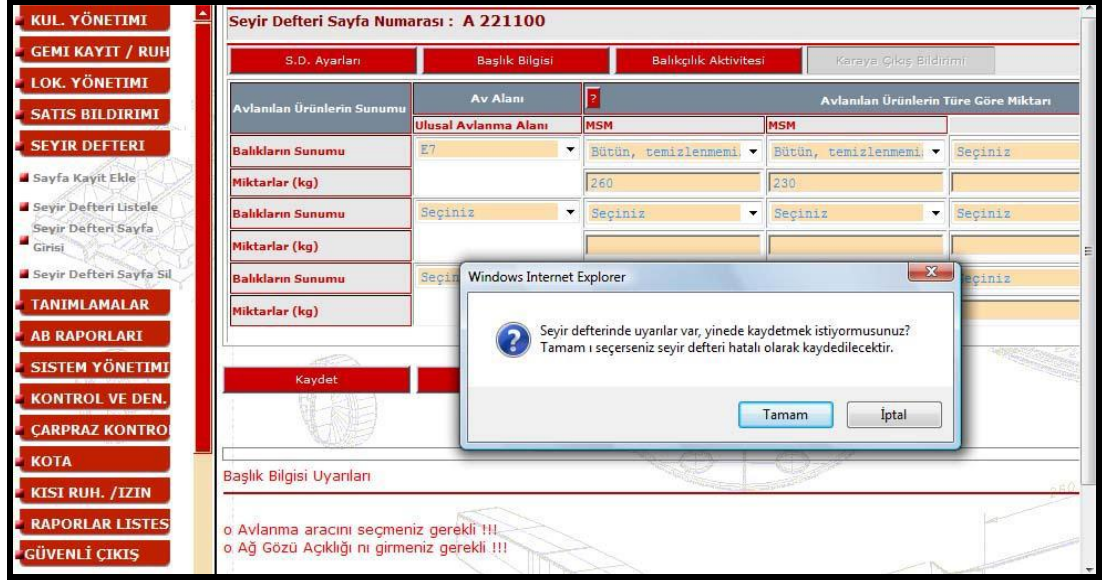 KUL. YÖNETIMI
GEMI KAYIT / RUH
LOK. YÖNETIMI
SATIS BILDIRIMI
SEYIR DEFTERI
Sayfa Kayit Ekle
Seyir Defteri Listele
Seyir Defteri Sayfa
Girisi
Seyir Defteri Sayfa Sil
TANIMLAMALAR
AB RAPORLARI
SISTEM YÖNETIMI
KONTROL VE DEN.
ÇARPRAZ KONTRO
KOTA
KISI RUH. /IZIN
RAPORLAR LISTES
GÜVENLİ ÇIKIŞ
Seyir Defteri Sayfa Numarası : A 221100
S.D. Ayarları Başlık Bilgisi Balıkçılık Aktivitesi Karaya Çıkış Bildirimi
Avlanılan Ürünlerin Sunumu Av Alanı ? Avlanılan Ürünlerin Türe Göre Miktarı
Ulusal Avlanma Alanı MSM MSM
Balıkların Sunumu E7 Bütün, temizlenmemi Bütün, temizlenmemi Seçiniz
Miktarlar (kg) 260 230
Balıkların Sunumu Seçiniz Seçiniz Seçiniz Seçiniz
Miktarlar (kg)
Balıkların Sunumu Seçin eçiniz
Miktarlar (kg)
Windows Internet Explorer
X
Seyir defterinde uyarılar var, yinede kaydetmek istiyormusunuz?
Tamam ı seçerseniz seyir defteri hatalı olarak kaydedilecektir.
Tamam İptal
Kaydet
Başlık Bilgisi Uyarıları
o Avlanma aracını seçmeniz gerekli !!!
o Ağ Gözü Açıklığı nı girmeniz gerekli !!!
260